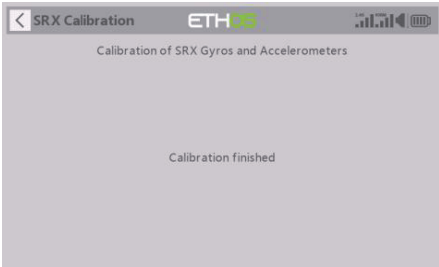 SRX Calibration
ETHOS
Calibration of SRX Gyros and Accelerometers
Calibration finished